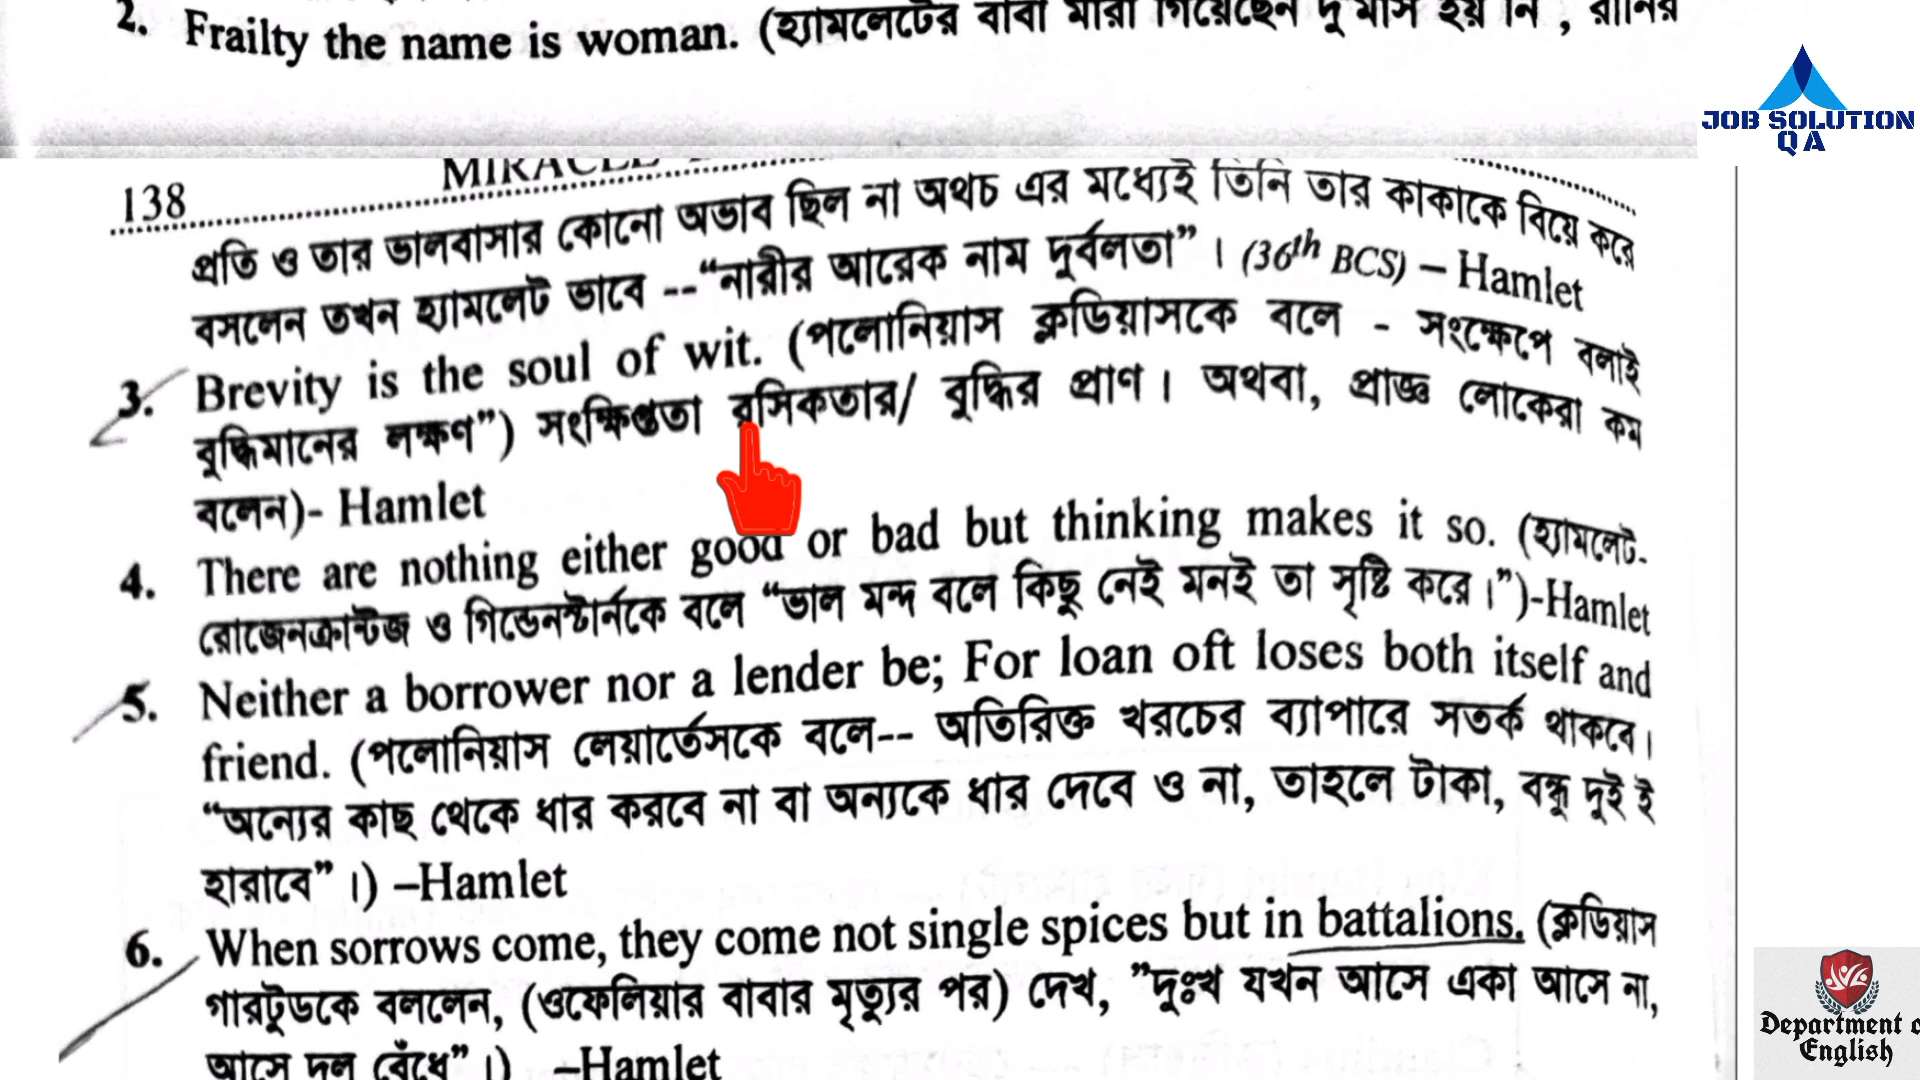 2. Frailty the name is woman. (হ্যামলেটের বাবা মারা গিয়েছেন দু'মাস হয় নি , রানির
JOB SOLUTION
QA
138 MIRACLE
প্রতি ও তার ভালবাসার কোনো অভাব ছিল না অথচ এর মধ্যেই তিনি তার কাকাকে বিয়ে করে
বসলেন তখন হ্যামলেট ভাবে --“নারীর আরেক নাম দুর্বলতা” । (36th BCS) – Hamlet
3. Brevity is the soul of wit. (পলোনিয়াস ক্লডিয়াসকে বলে - সংক্ষেপে বলাই
বুদ্ধিমানের লক্ষণ”) সংক্ষিপ্ততা রসিকতার/ বুদ্ধির প্রাণ । অথবা, প্রাজ্ঞ লোকেরা কম
বলেন)- Hamlet
4. There are nothing either good or bad but thinking makes it so. (হ্যামলেট-
রোজেনক্রান্টজ ও গিল্ডেনস্টার্নকে বলে “ভাল মন্দ বলে কিছু নেই মনই তা সৃষ্টি করে।”)-Hamlet
5. Neither a borrower nor a lender be; For loan oft loses both itself and
friend. (পলোনিয়াস লেয়ার্তেসকে বলে-- অতিরিক্ত খরচের ব্যাপারে সতর্ক থাকবে।
“অন্যের কাছ থেকে ধার করবে না বা অন্যকে ধার দেবে ও না, তাহলে টাকা, বন্ধু দুই ই
হারাবে” ।) –Hamlet
6. When sorrows come, they come not single spices but in battalions. (ক্লডিয়াস
গারট্রুডকে বললেন, (ওফেলিয়ার বাবার মৃত্যুর পর) দেখ, ”দুঃখ যখন আসে একা আসে না,
আসে দল বেঁধে” ।) –Hamlet
Department o
English